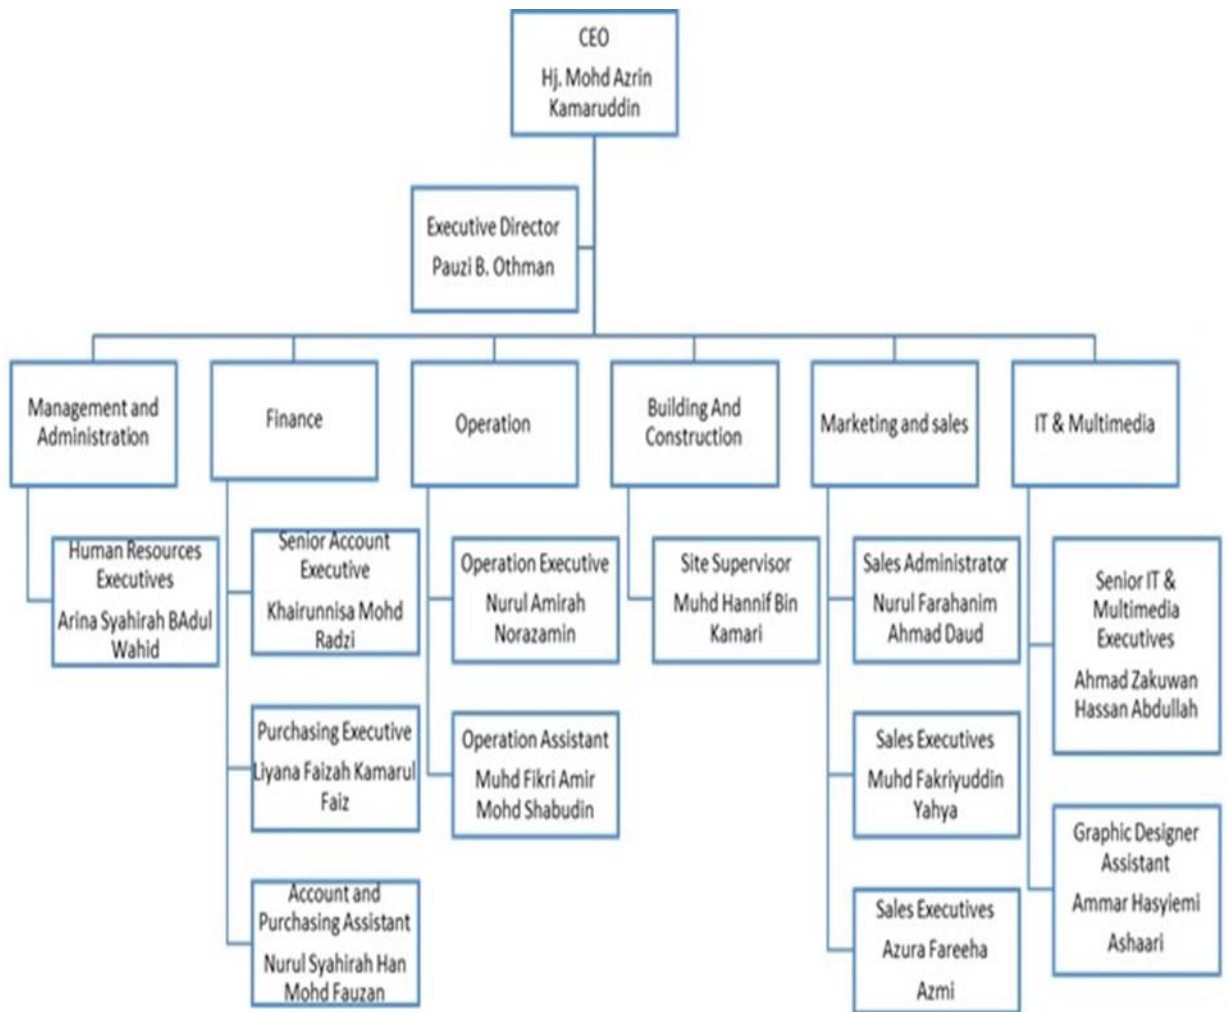 CEO
Hj. Mohd Azrin
Kamaruddin
Executive Director
Pauzi B. Othman
Management and
Administration
Finance
Operation
Building And
Construction
Marketing and sales
IT & Multimedia
Human Resources
Executives
Arina Syahirah BAdul
Wahid
Senior Account
Executive
Khairunnisa Mohd
Radzi
Purchasing Executive
Liyana Faizah Kamarul
Faiz
Account and
Purchasing Assistant
Nurul Syahirah Han
Mohd Fauzan
Operation Executive
Nurul Amirah
Norazamin
Operation Assistant
Muhd Fikri Amir
Mohd Shabudin
Site Supervisor
Muhd Hannif Bin
Kamari
Sales Administrator
Nurul Farahanim
Ahmad Daud
Sales Executives
Muhd Fakriyuddin
Yahya
Sales Executives
Azura Fareeha
Azmi
Senior IT &
Multimedia
Executives
Ahmad Zakuwan
Hassan Abdullah
Graphic Designer
Assistant
Ammar Hasyiemi
Ashaari